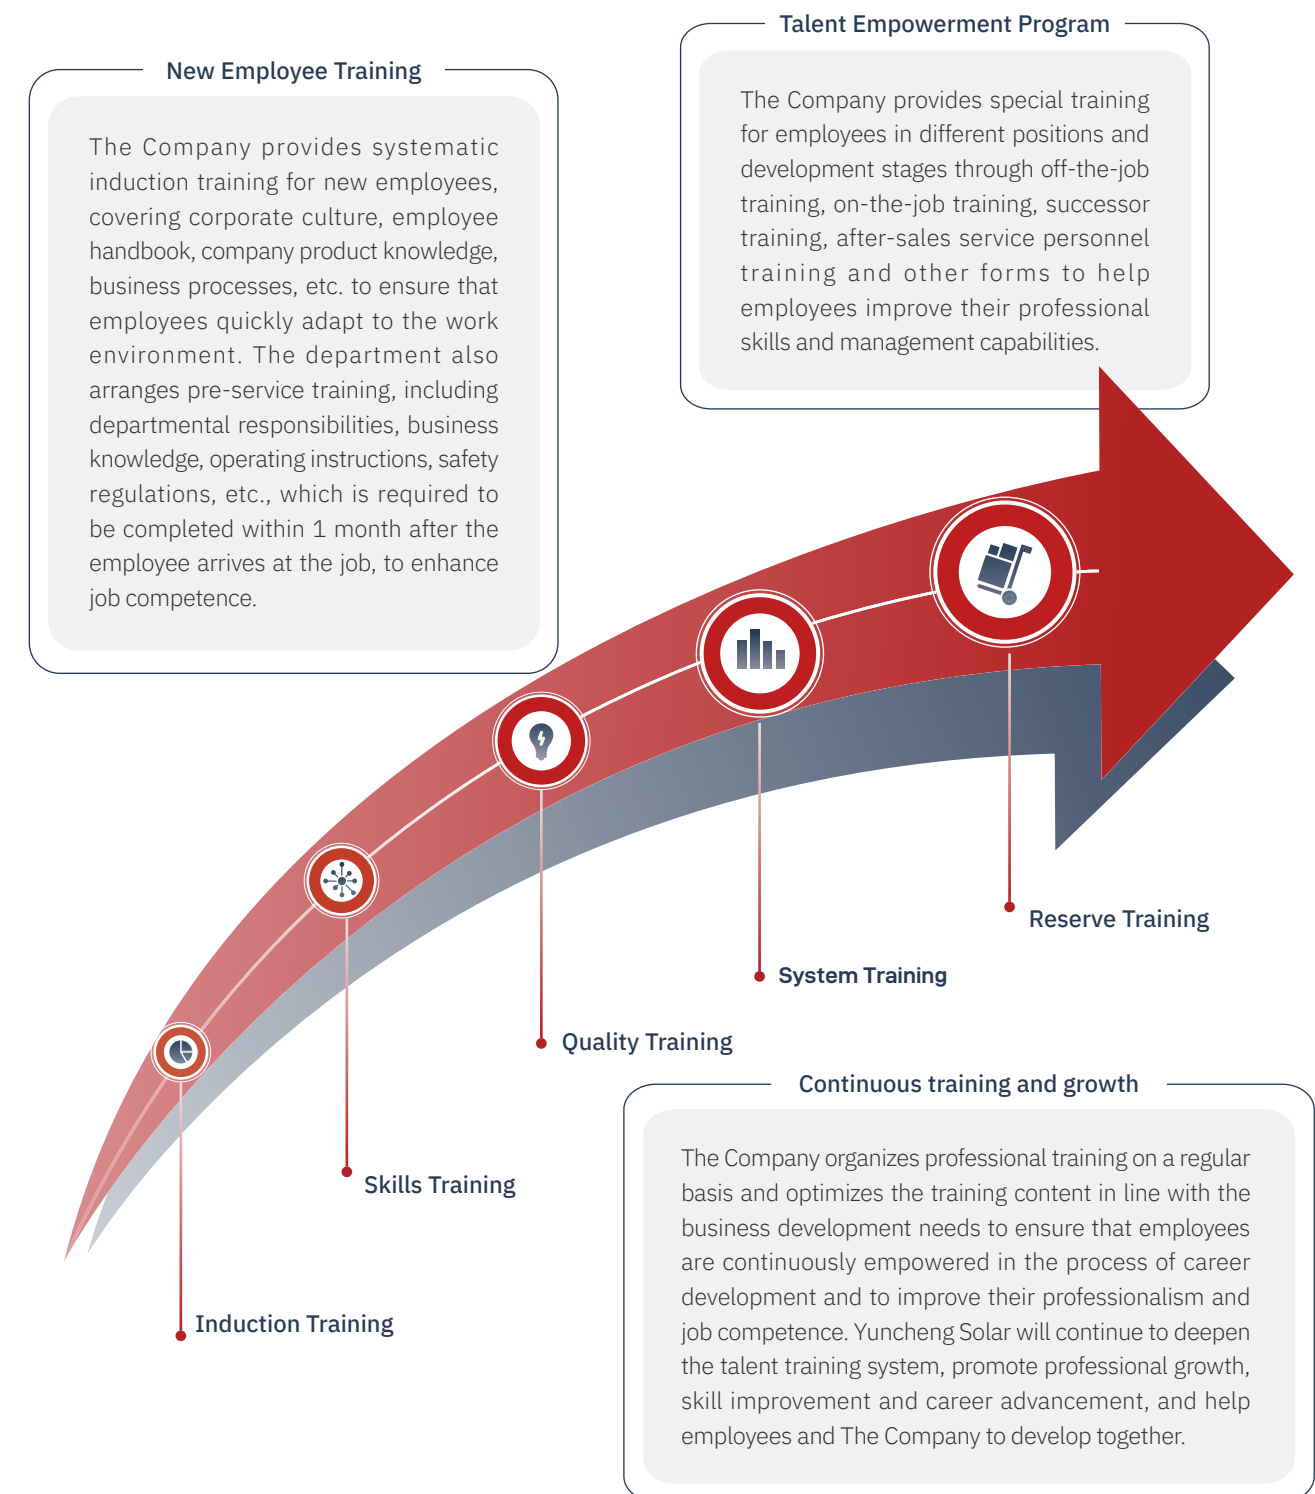 New Employee Training
The Company provides systematic
induction training for new employees,
covering corporate culture, employee
handbook, company product knowledge,
business processes, etc. to ensure that
employees quickly adapt to the work
environment. The department also
arranges pre-service training, including
departmental responsibilities, business
knowledge, operating instructions, safety
regulations, etc., which is required to
be completed within 1 month after the
employee arrives at the job, to enhance
job competence.
Talent Empowerment Program
The Company provides special training
for employees in different positions and
development stages through off-the-job
training, on-the-job training, successor
training, after-sales service personnel
training and other forms to help
employees improve their professional
skills and management capabilities.
Reserve Training
System Training
Quality Training
Skills Training
Induction Training
Continuous training and growth
The Company organizes professional training on a regular
basis and optimizes the training content in line with the
business development needs to ensure that employees
are continuously empowered in the process of career
development and to improve their professionalism and
job competence. Yuncheng Solar will continue to deepen
the talent training system, promote professional growth,
skill improvement and career advancement, and help
employees and The Company to develop together.